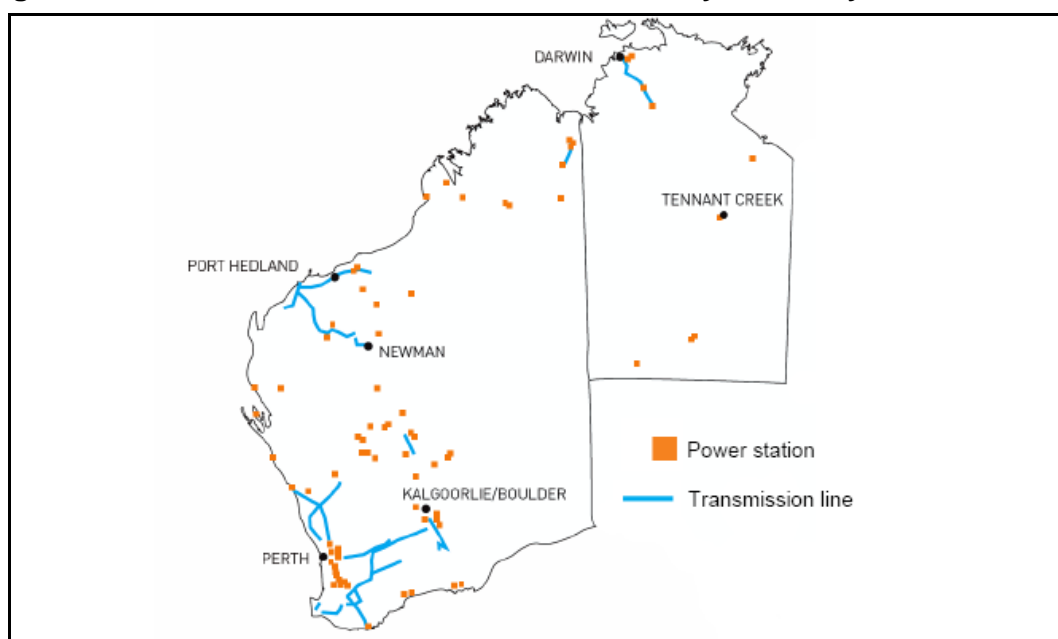 DARWIN
TENNANT CREEK
PORT HEDLAND
NEWMAN
Power station
KALGOORLIE/BOULDER
Transmission line
PERTH